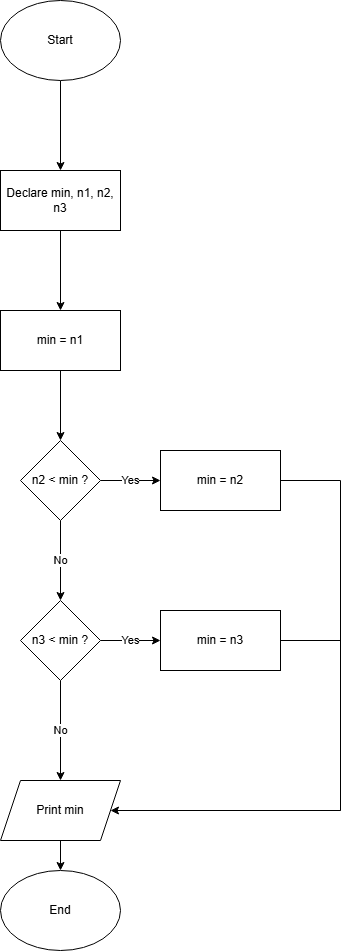 Start
Declare min, n1, n2,
n3
min = n1
n2 < min ?
Yes
min = n2
No
n3 < min ?
Yes
min = n3
No
Print min
End